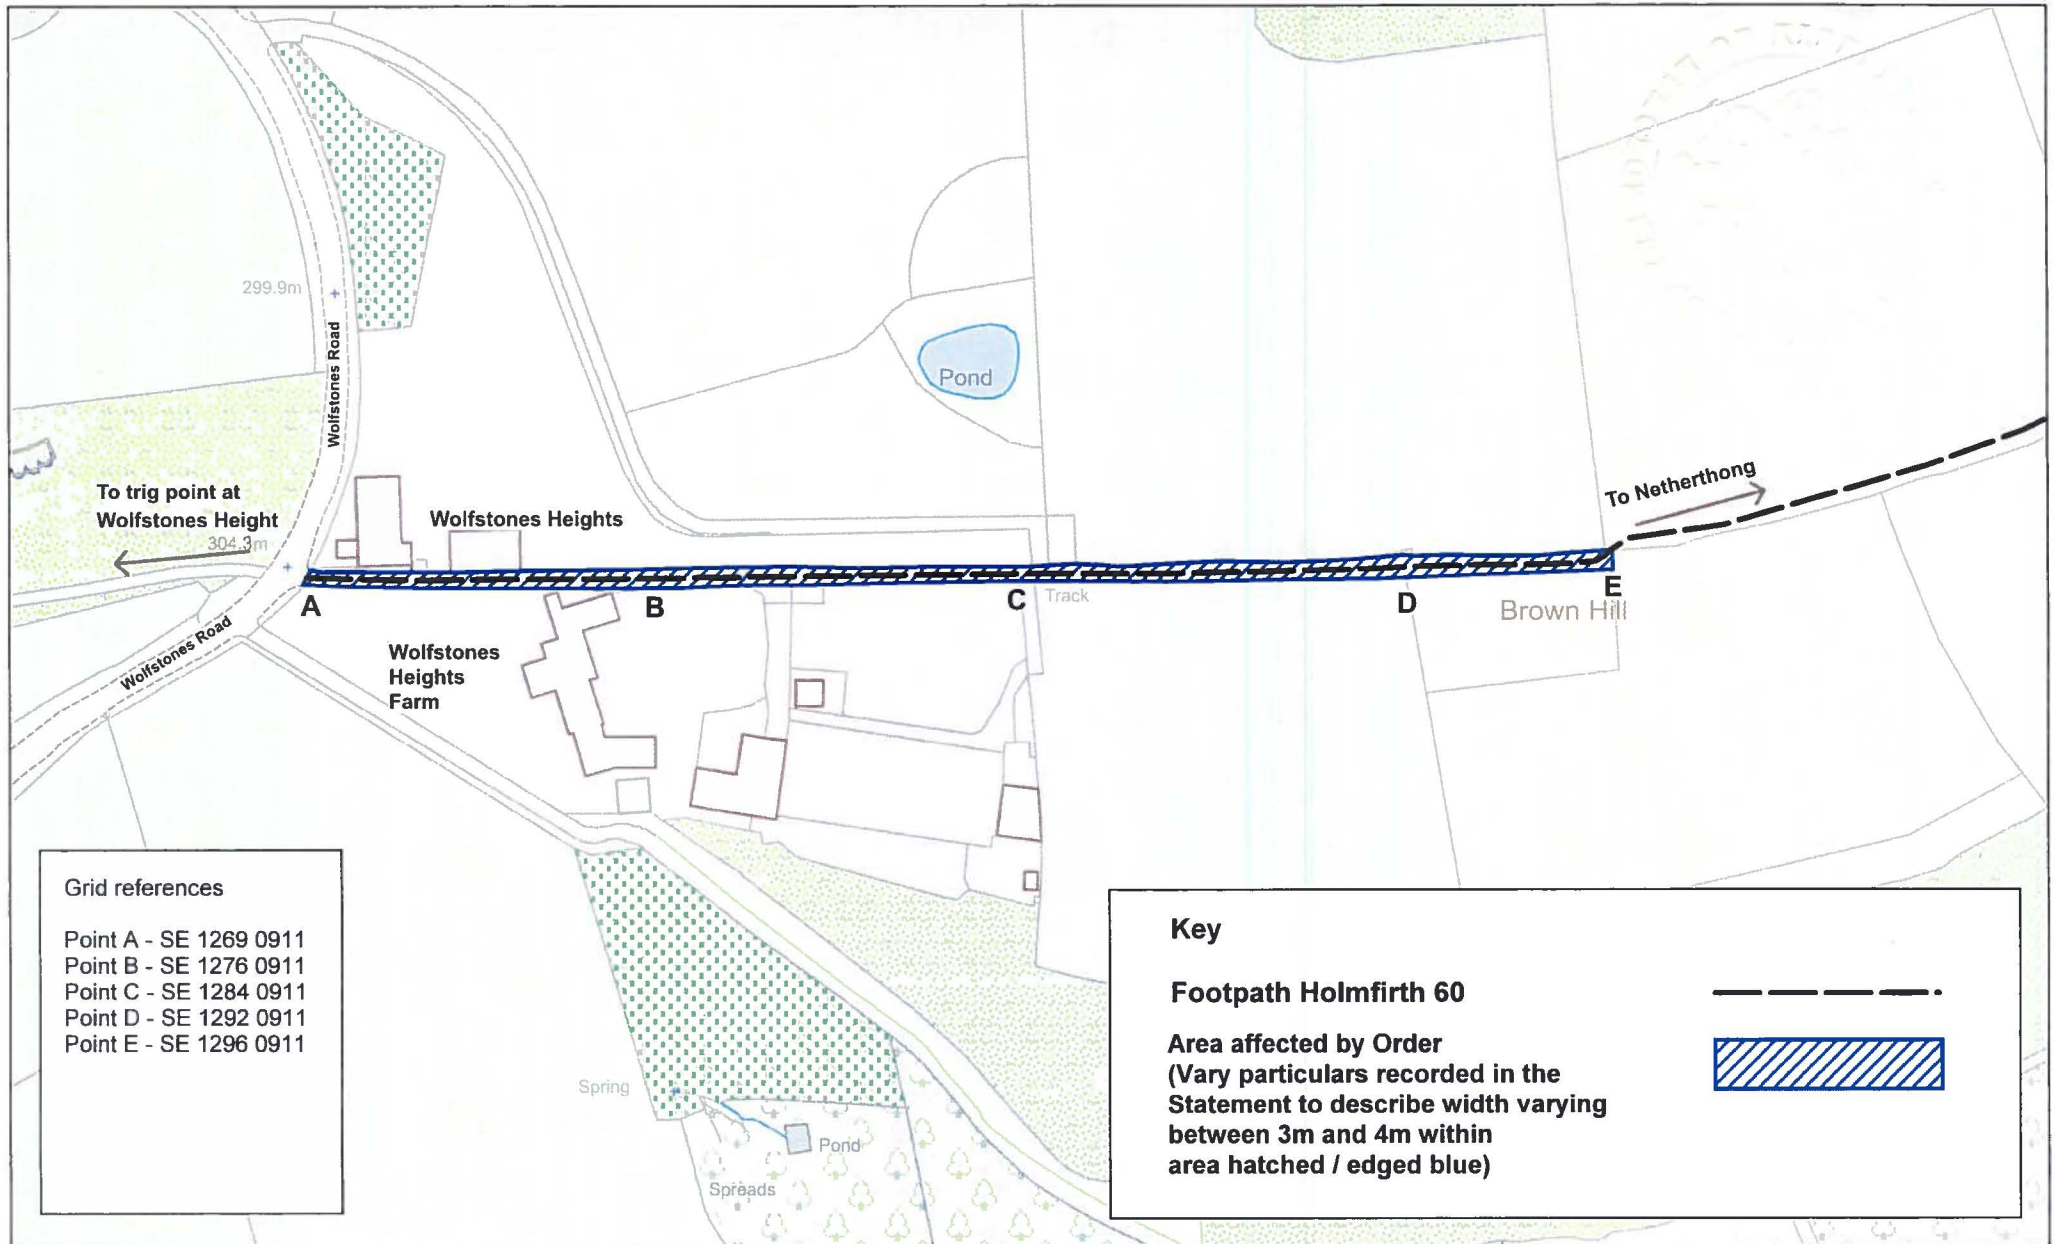 299.9m
Wolfstones Road
Pond
To trig point at
Wolfstones Height
304.3m
Wolfstones Heights
To Netherthong
A
B
C
Track
D
E
Brown Hill
Wolfstones Road
Wolfstones
Heights
Farm
Grid references
Point A - SE 1269 0911
Point B - SE 1276 0911
Point C - SE 1284 0911
Point D - SE 1292 0911
Point E - SE 1296 0911
Spring
Pond
Spreads
Key
Footpath Holmfirth 60
Area affected by Order
(Vary particulars recorded in the
Statement to describe width varying
between 3m and 4m within
area hatched / edged blue)